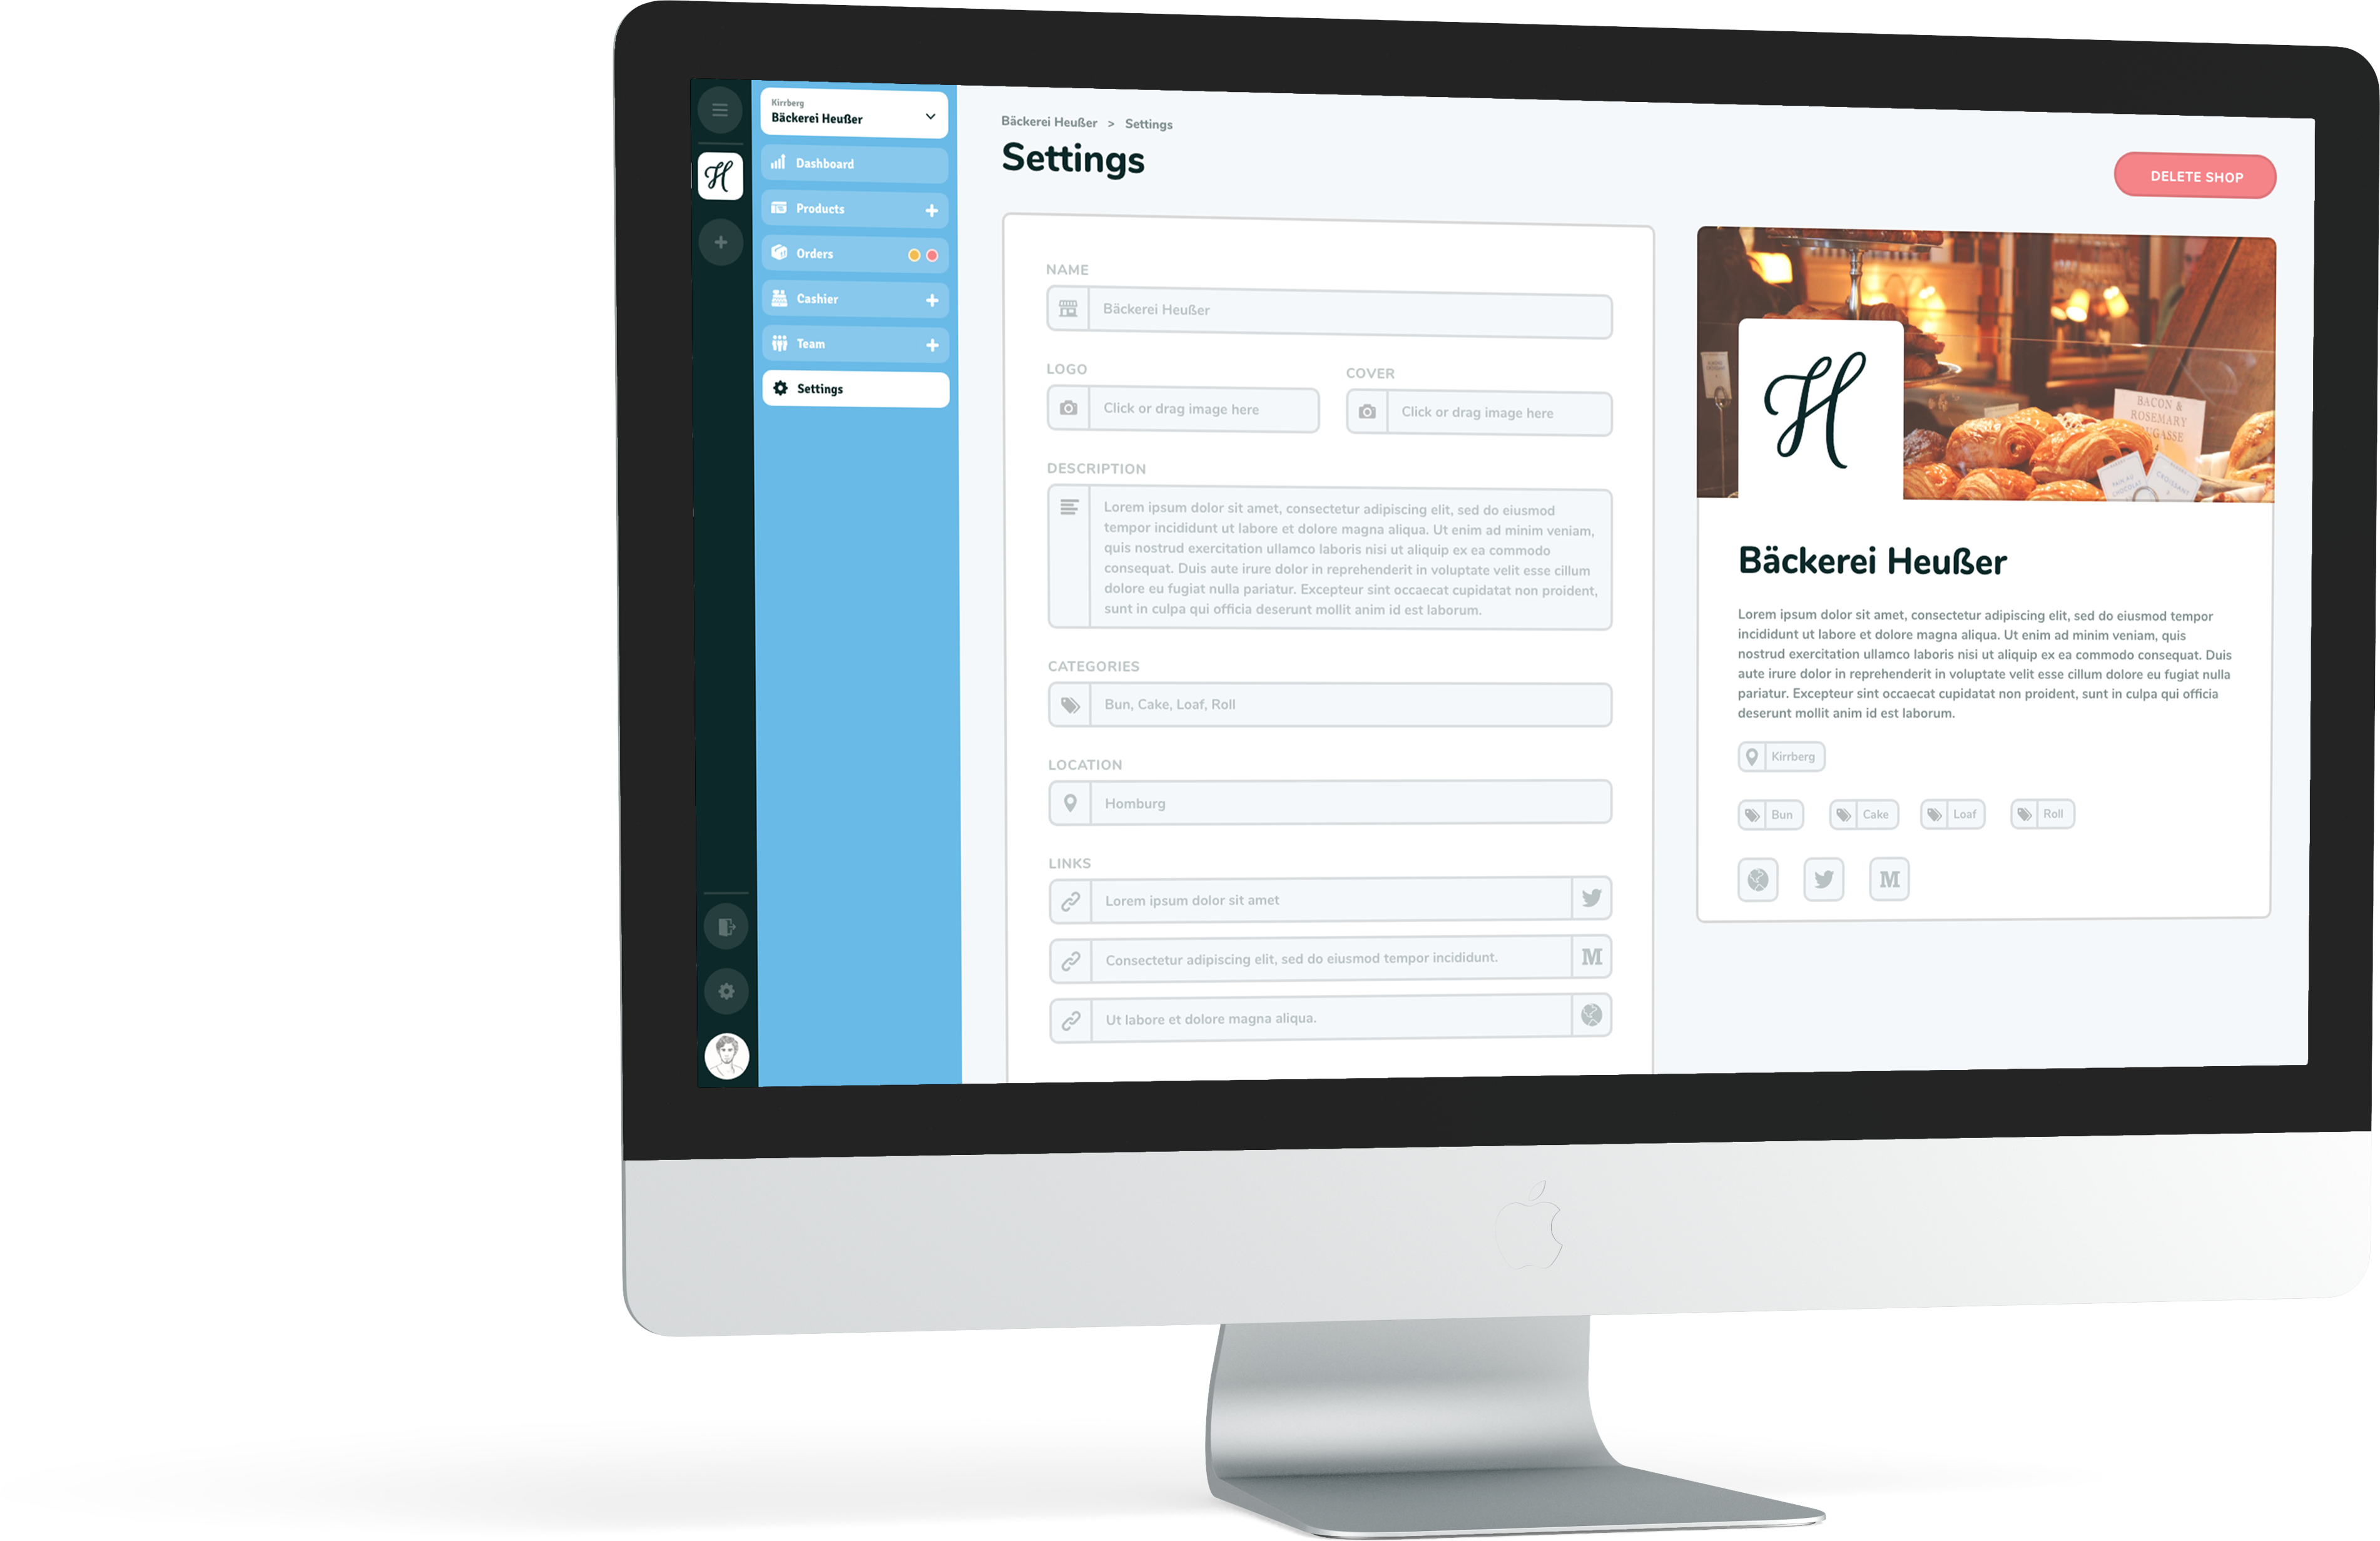 Kirrberg
Bäckerei Heußer
Dashboard
Products
Orders
Cashier
Team
Settings
Bäckerei Heußer > Settings
Settings
DELETE SHOP
NAME
Bäckerei Heußer
LOGO
Click or drag image here
COVER
Click or drag image here
DESCRIPTION
Lorem ipsum dolor sit amet, consectetur adipiscing elit, sed do eiusmod
tempor incididunt ut labore et dolore magna aliqua. Ut enim ad minim veniam,
quis nostrud exercitation ullamco laboris nisi ut aliquip ex ea commodo
consequat. Duis aute irure dolor in reprehenderit in voluptate velit esse cillum
dolore eu fugiat nulla pariatur. Excepteur sint occaecat cupidatat non proident,
sunt in culpa qui officia deserunt mollit anim id est laborum.
CATEGORIES
Bun, Cake, Loaf, Roll
LOCATION
Homburg
LINKS
Lorem ipsum dolor sit amet
Consectetur adipiscing elit, sed do eiusmod tempor incididunt.
M
Ut labore et dolore magna aliqua.
BACON &
ROSEMARY
PAIN AU
CHOCOLAT
CROISSANT
H
Bäckerei Heußer
Lorem ipsum dolor sit amet, consectetur adipiscing elit, sed do eiusmod tempor
incididunt ut labore et dolore magna aliqua. Ut enim ad minim veniam, quis
nostrud exercitation ullamco laboris nisi ut aliquip ex ea commodo consequat. Duis
aute irure dolor in reprehenderit in voluptate velit esse cillum dolore eu fugiat nulla
pariatur. Excepteur sint occaecat cupidatat non proident, sunt in culpa qui officia
deserunt mollit anim id est laborum.
Kirrberg
Bun
Cake
Loaf
Roll
M
H